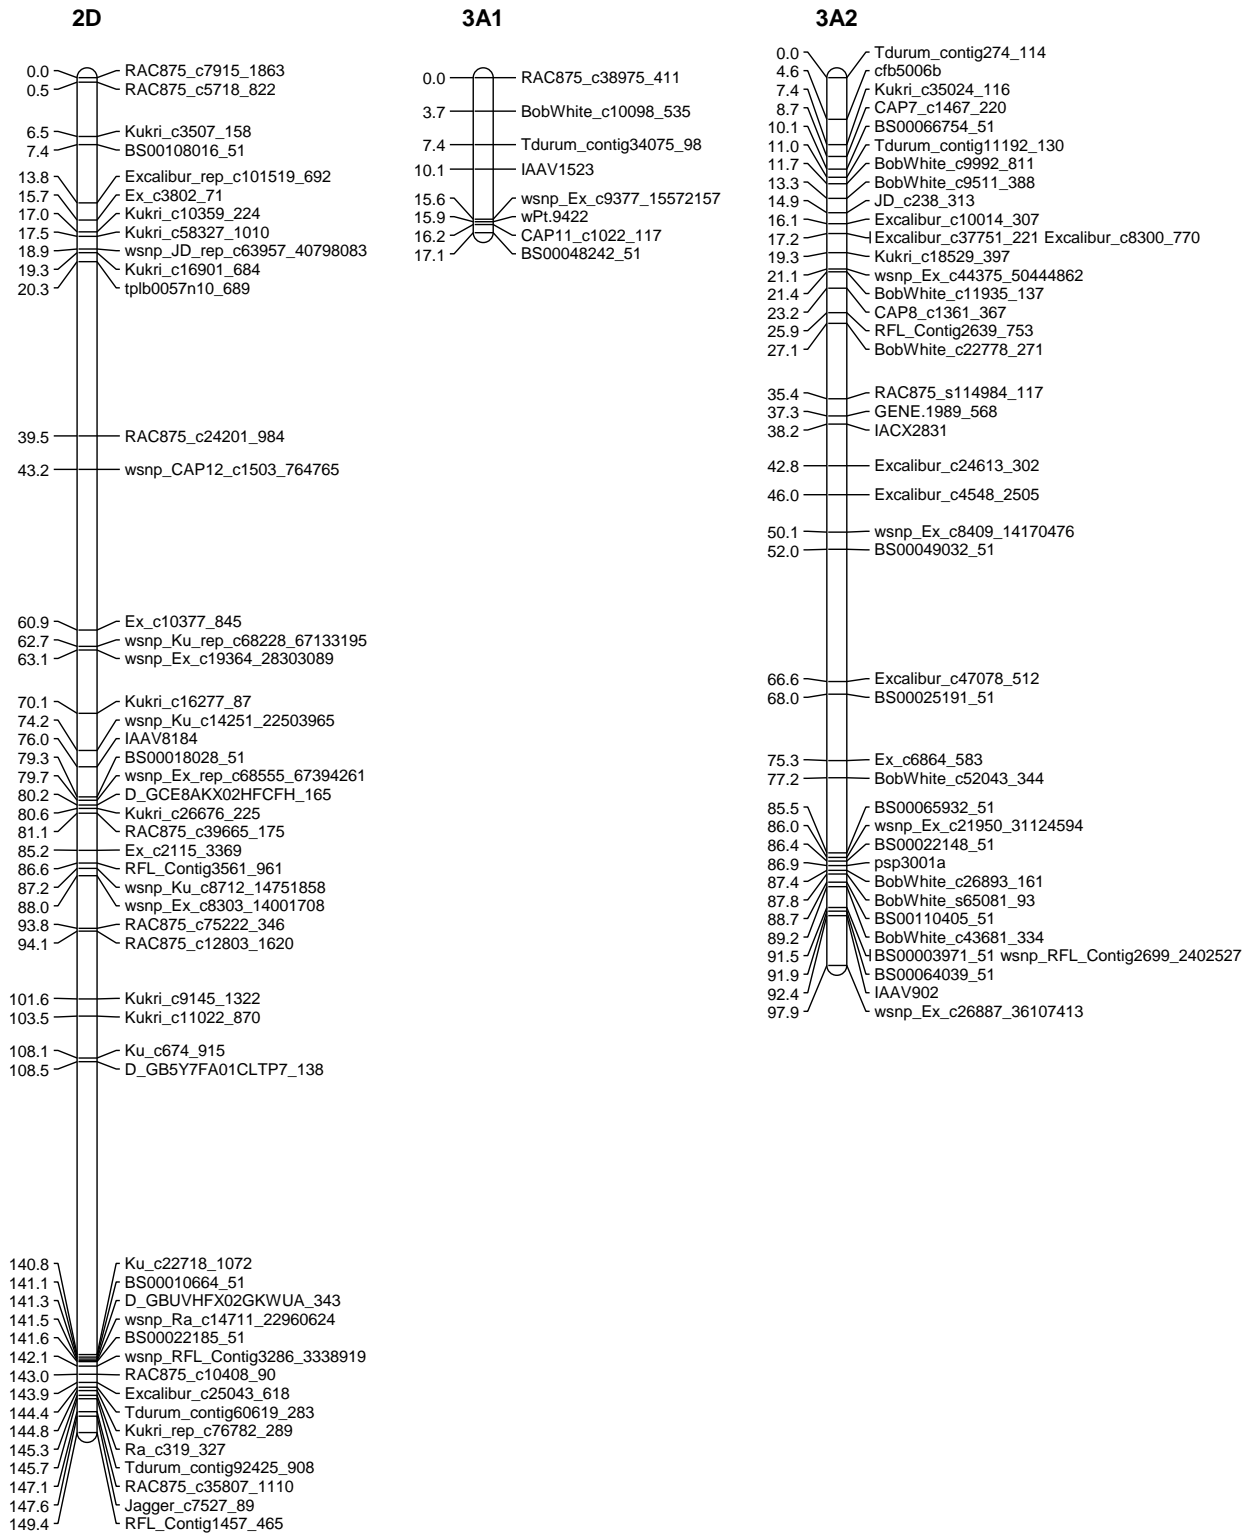 2D
0.0 RAC875_c7915_1863
0.5 RAC875_c5718_822
6.5 Kukri_c3507_158
7.4 BS00108016_51
13.8 Excalibur_rep_c101519_692
15.7 Ex_c3802_71
17.0 Kukri_c10359_224
17.5 Kukri_c58327_1010
18.9 wsnp_JD_rep_c63957_40798083
19.3 Kukri_c16901_684
20.3 tplb0057n10_689
39.5 RAC875_c24201_984
43.2 wsnp_CAP12_c1503_764765
60.9 Ex_c10377_845
62.7 wsnp_Ku_rep_c68228_67133195
63.1 wsnp_Ex_c19364_28303089
70.1 Kukri_c16277_87
74.2 wsnp_Ku_c14251_22503965
76.0 IAAV8184
79.3 BS00018028_51
79.7 wsnp_Ex_rep_c68555_67394261
80.2 D_GCE8AKX02HFCFH_165
80.6 Kukri_c26676_225
81.1 RAC875_c39665_175
85.2 Ex_c2115_3369
86.6 RFL_Contig3561_961
87.2 wsnp_Ku_c8712_14751858
88.0 wsnp_Ex_c8303_14001708
93.8 RAC875_c75222_346
94.1 RAC875_c12803_1620
101.6 Kukri_c9145_1322
103.5 Kukri_c11022_870
108.1 Ku_c674_915
108.5 D_GB5Y7FA01CLTP7_138
140.8 Ku_c22718_1072
141.1 BS00010664_51
141.3 D_GBUVHFX02GKWUA_343
141.5 wsnp_Ra_c14711_22960624
141.6 BS00022185_51
142.1 wsnp_RFL_Contig3286_3338919
143.0 RAC875_c10408_90
143.9 Excalibur_c25043_618
144.4 Tdurum_contig60619_283
144.8 Kukri_rep_c76782_289
145.3 Ra_c319_327
145.7 Tdurum_contig92425_908
147.1 RAC875_c35807_1110
147.6 Jagger_c7527_89
149.4 RFL_Contig1457_465
3A1
0.0 RAC875_c38975_411
3.7 BobWhite_c10098_535
7.4 Tdurum_contig34075_98
10.1 IAAV1523
15.6 wsnp_Ex_c9377_15572157
15.9 wPt.9422
16.2 CAP11_c1022_117
17.1 BS00048242_51
3A2
0.0 Tdurum_contig274_114
4.6 cfb5006b
7.4 Kukri_c35024_116
8.7 CAP7_c1467_220
10.1 BS00066754_51
11.0 Tdurum_contig11192_130
11.7 BobWhite_c9992_811
13.3 BobWhite_c9511_388
14.9 JD_c238_313
16.1 Excalibur_c10014_307
17.2 Excalibur_c37751_221 Excalibur_c8300_770
19.3 Kukri_c18529_397
21.1 wsnp_Ex_c44375_50444862
21.4 BobWhite_c11935_137
23.2 CAP8_c1361_367
25.9 RFL_Contig2639_753
27.1 BobWhite_c22778_271
35.4 RAC875_s114984_117
37.3 GENE.1989_568
38.2 IACX2831
42.8 Excalibur_c24613_302
46.0 Excalibur_c4548_2505
50.1 wsnp_Ex_c8409_14170476
52.0 BS00049032_51
66.6 Excalibur_c47078_512
68.0 BS00025191_51
75.3 Ex_c6864_583
77.2 BobWhite_c52043_344
85.5 BS00065932_51
86.0 wsnp_Ex_c21950_31124594
86.4 BS00022148_51
86.9 psp3001a
87.4 BobWhite_c26893_161
87.8 BobWhite_s65081_93
88.7 BS00110405_51
89.2 BobWhite_c43681_334
91.5 BS00003971_51 wsnp_RFL_Contig2699_2402527
91.9 BS00064039_51
92.4 IAAV902
97.9 wsnp_Ex_c26887_36107413